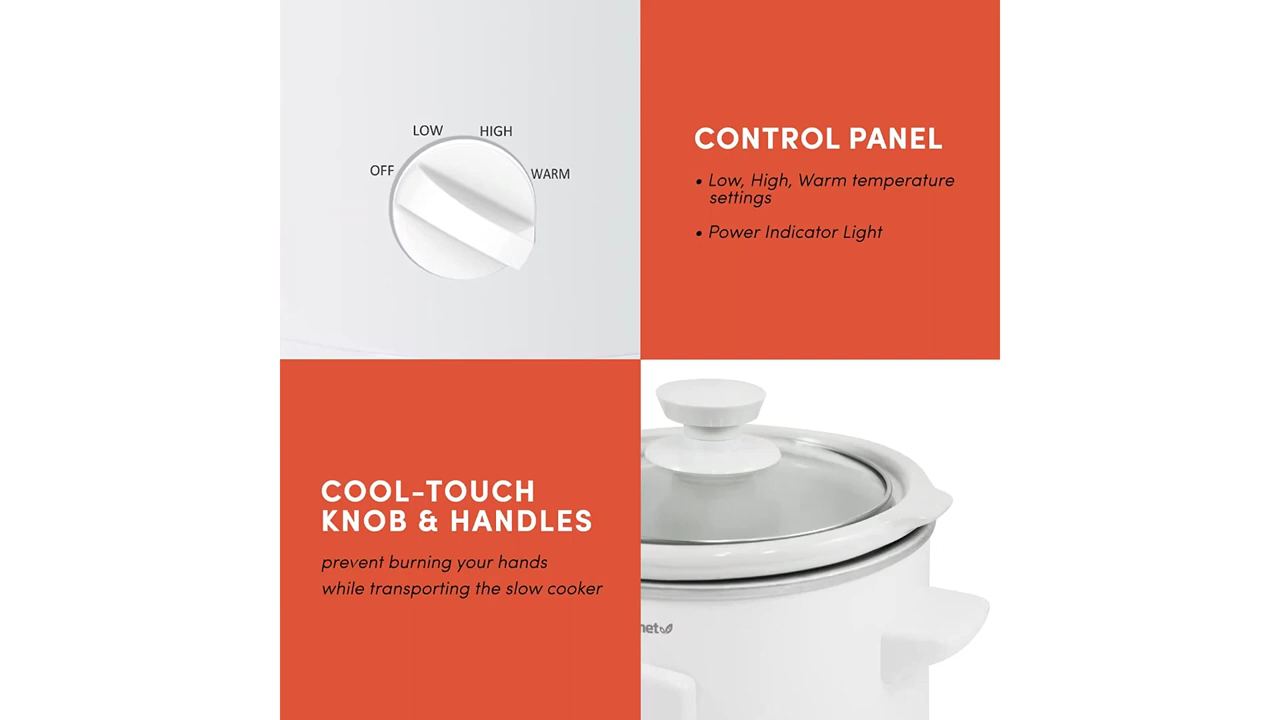 LOW HIGH
OFF WARM
CONTROL PANEL
• Low, High, Warm temperature
settings
• Power Indicator Light
COOL-TOUCH
KNOB & HANDLES
prevent burning your hands
while transporting the slow cooker